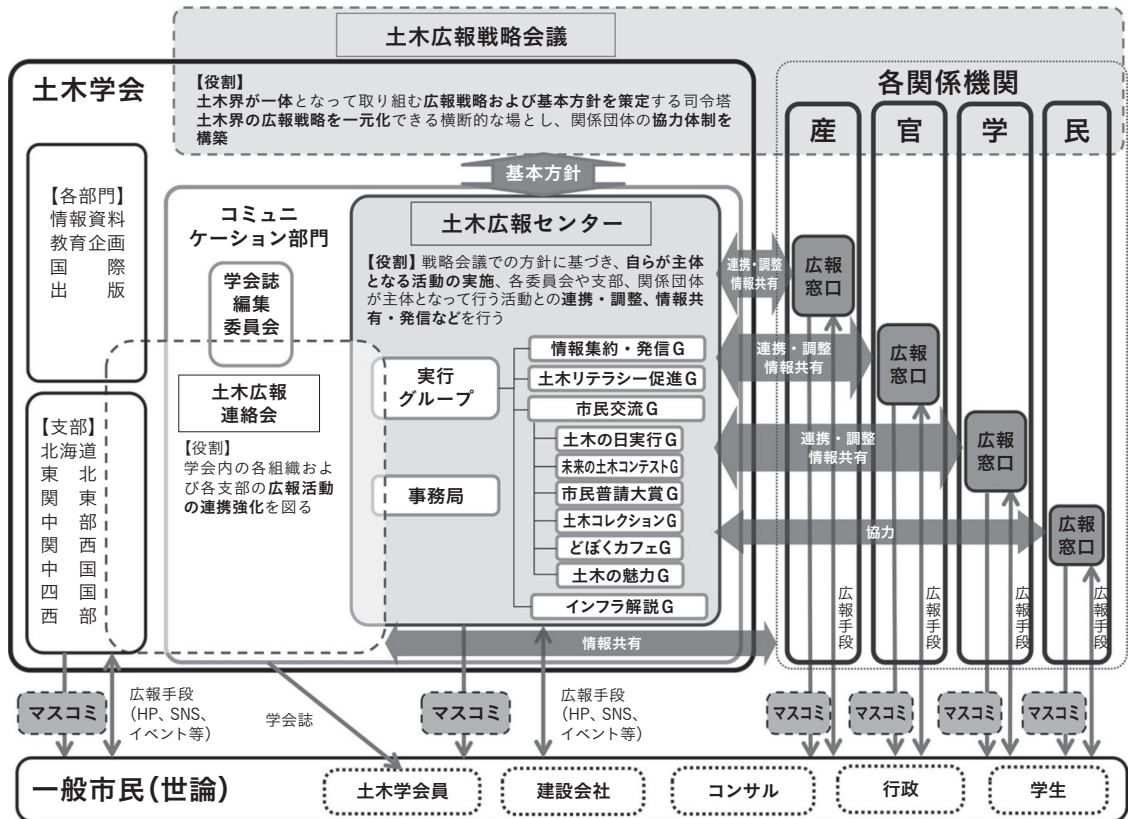 土木広報戦略会議
土木学会
【役割】
土木界が一体となって取り組む広報戦略および基本方針を策定する司令塔
土木界の広報戦略を一元化できる横断的な場とし、関係団体の協力体制を
構築
各関係機関
産
官
学
民
基本方針
【各部門】
情報資料
教育企画
国　際
出　版
コミュニ
ケーション部門
学会誌
編集
委員会
土木広報センター
【役割】戦略会議での方針に基づき、自らが主体
となる活動の実施、各委員会や支部、関係団体
が主体となって行う活動との連携・調整、情報共
有・発信などを行う
連携・調整
情報共有
広報
窓口
連携・調整
情報共有
広報
窓口
連携・調整
情報共有
広報
窓口
協力
広報
窓口
土木広報
連絡会
【役割】
学会内の各組織およ
び各支部の広報活動
の連携強化を図る
実行
グループ
事務局
情報集約・発信G
土木リテラシー促進G
市民交流G
土木の日実行G
未来の土木コンテストG
市民普請大賞G
土木コレクションG
どぼくカフェG
土木の魅力G
インフラ解説G
【支部】
北海道
東　北
関　東
中　部
関　西
中　国
四　国
西　部
情報共有
広報手段
広報手段
広報手段
広報手段
マスコミ
広報手段
（HP、SNS、
イベント等）
学会誌
マスコミ
広報手段
（HP、SNS、
イベント等）
マスコミ
マスコミ
マスコミ
マスコミ
一般市民（世論）
土木学会員
建設会社
コンサル
行政
学生